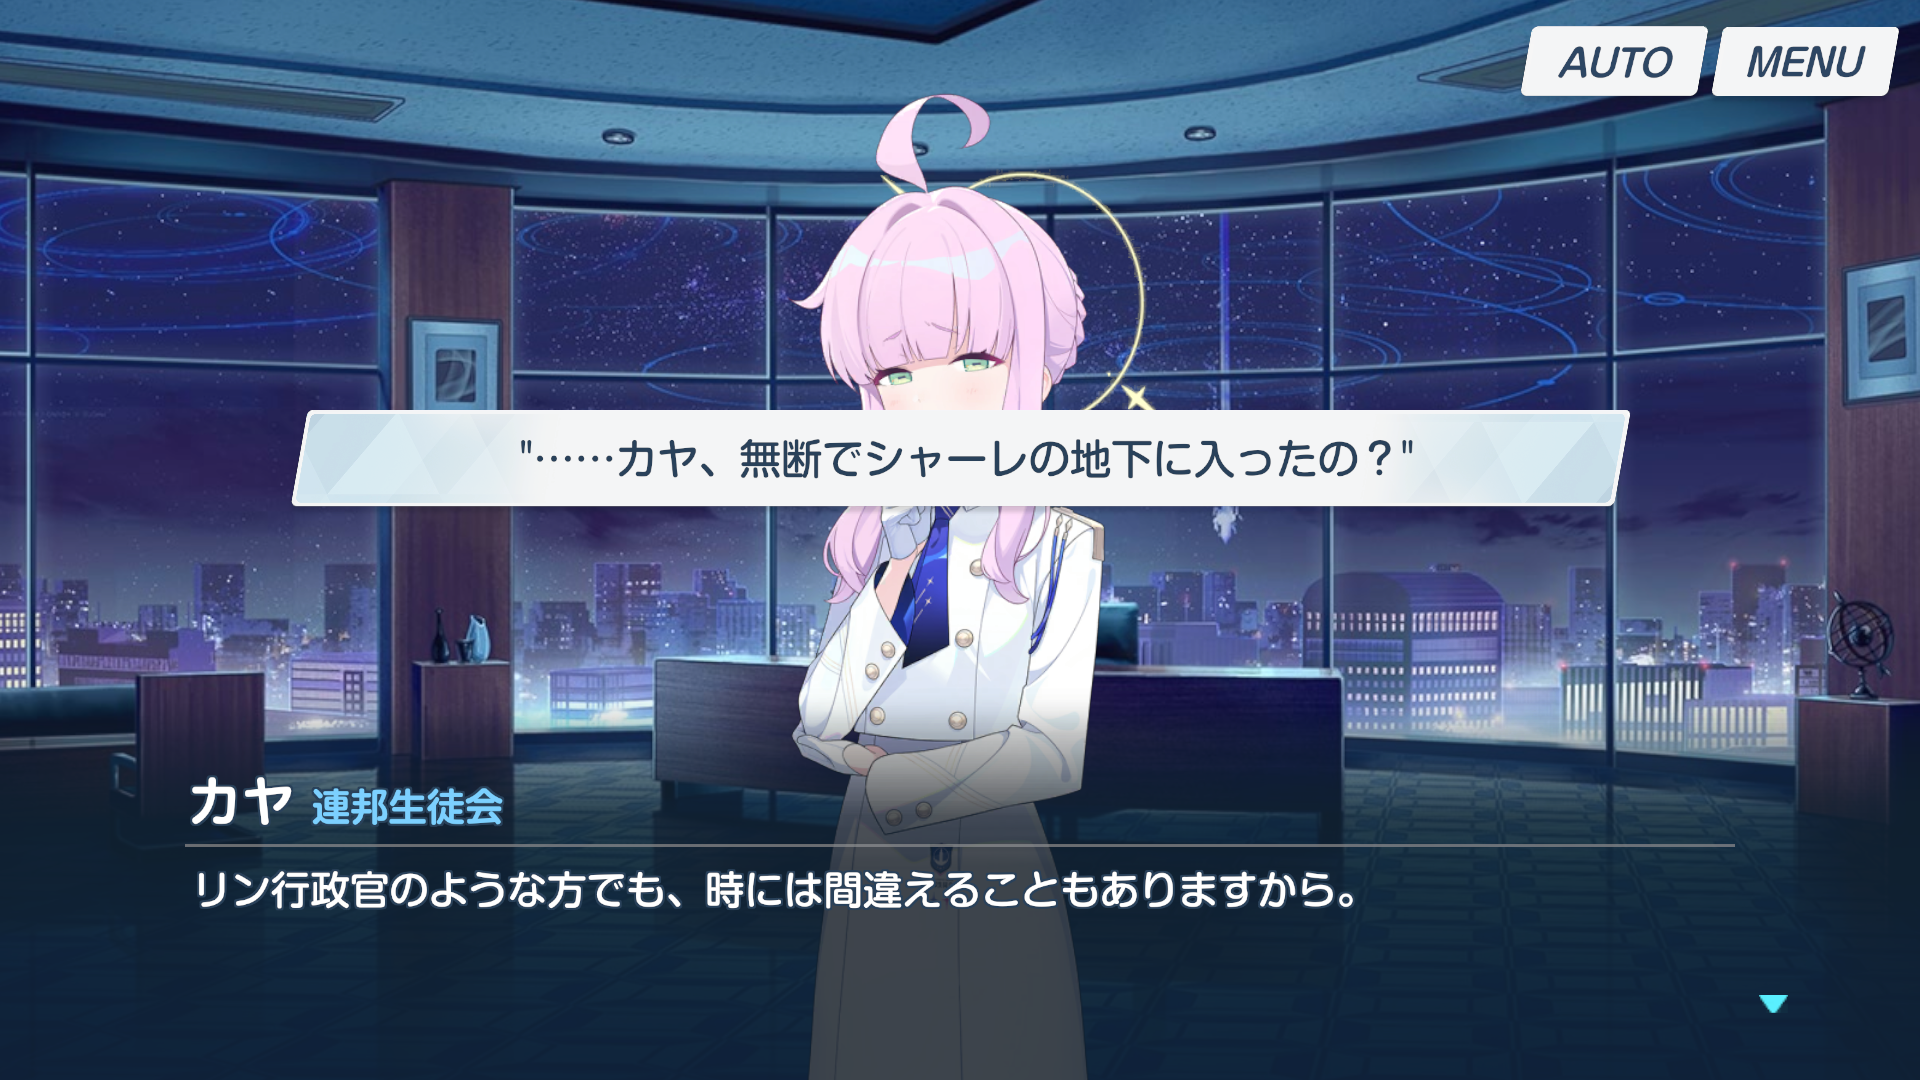 AUTO MENU
"……カヤ、無断でシャーレの地下に入ったの？"
カヤ 連邦生徒会
リン行政官のような方でも、時には間違えることもありますから。